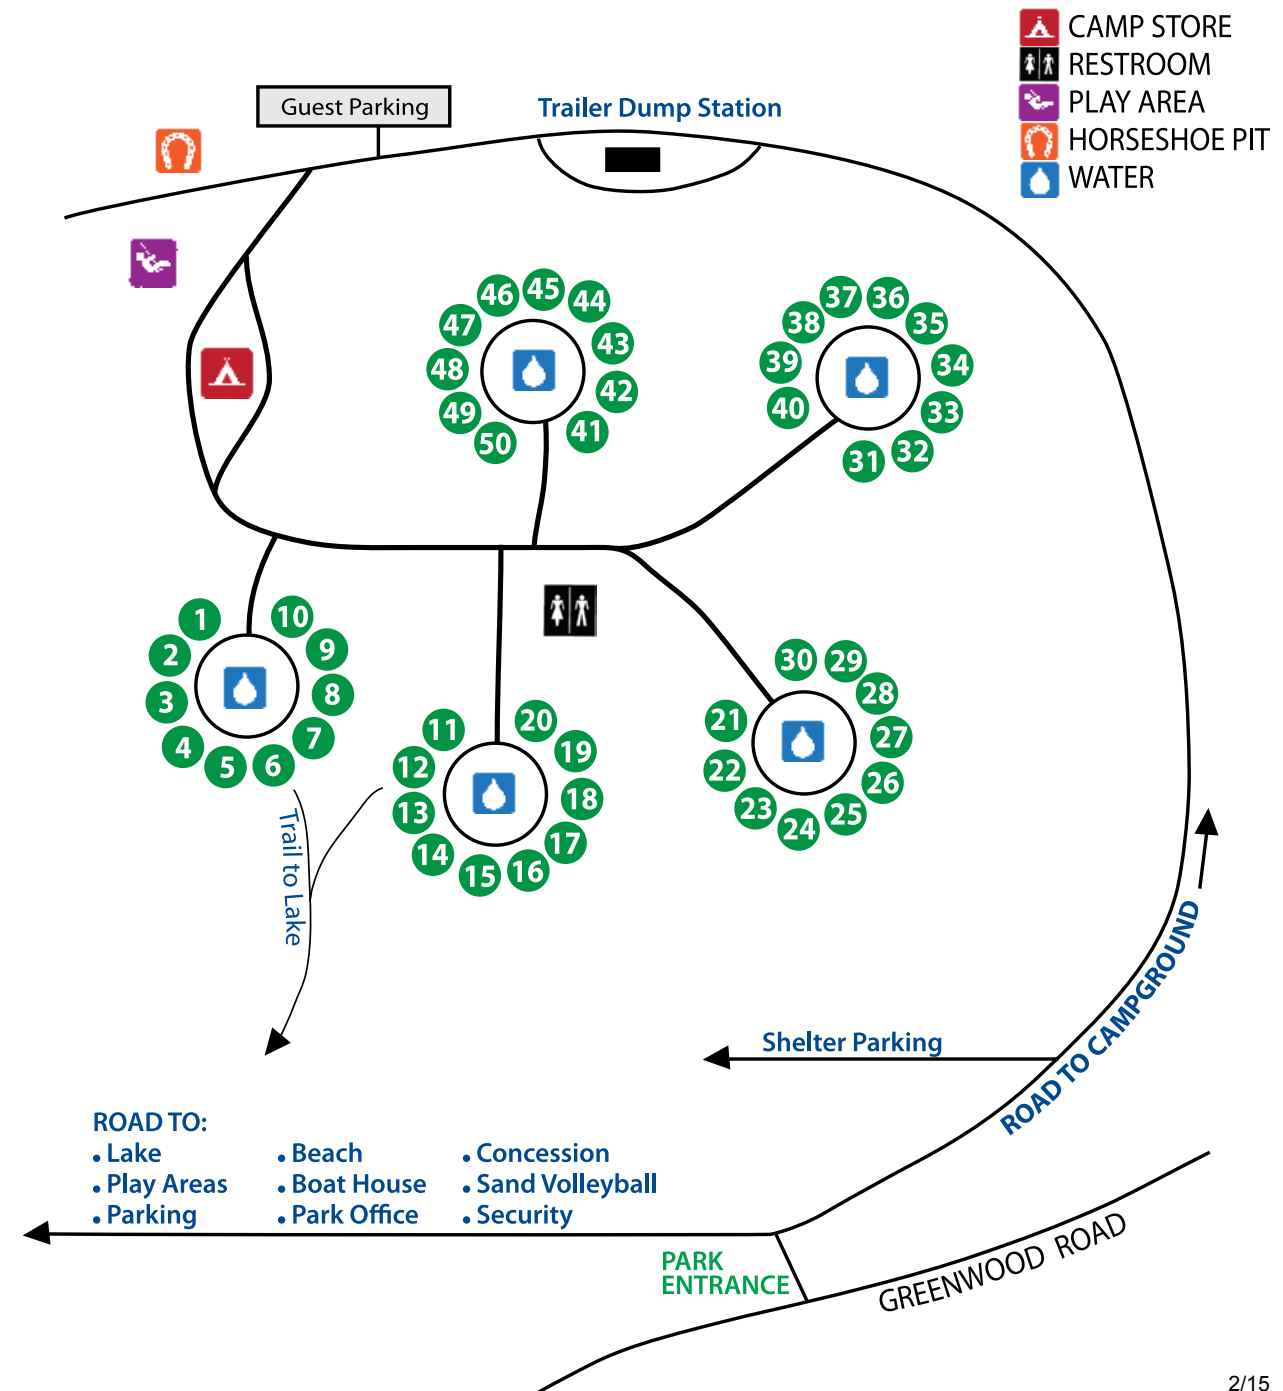 CAMP STORE
RESTROOM
PLAY AREA
HORSESHOE PIT
WATER
Guest Parking
Trailer Dump Station
46 45 44
47 43
48 42
49 41
50
37 36
38 35
39 34
40 33
31 32
1 10
2 9
3 8
4 7
5 6
11 20
12 19
13 18
14 17
15 16
30 29
21 28
22 27
23 26
24 25
Trail to Lake
Shelter Parking
ROAD TO CAMPGROUND
ROAD TO:
• Lake • Beach • Concession
• Play Areas • Boat House • Sand Volleyball
• Parking • Park Office • Security
PARK
ENTRANCE
GREENWOOD ROAD
2/15